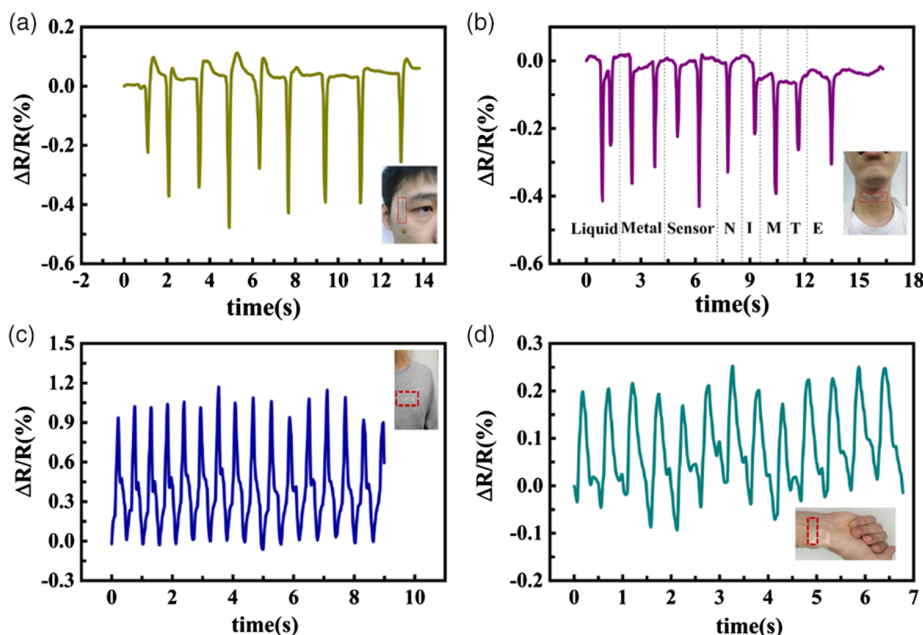 (a)
0.2
0.0
-0.2
-0.4
-0.6
ΔR/R(%)
-2 0 2 4 6 8 10 12 14
time(s)
(b)
0.0
-0.2
-0.4
-0.6
ΔR/R(%)
Liquid Metal Sensor N I M T E
0 3 6 9 12 15 18
time(s)
(c)
1.5
1.2
0.9
0.6
0.3
0.0
-0.3
ΔR/R(%)
0 2 4 6 8 10
time(s)
(d)
0.3
0.2
0.1
0.0
-0.1
-0.2
ΔR/R(%)
0 1 2 3 4 5 6 7
time(s)